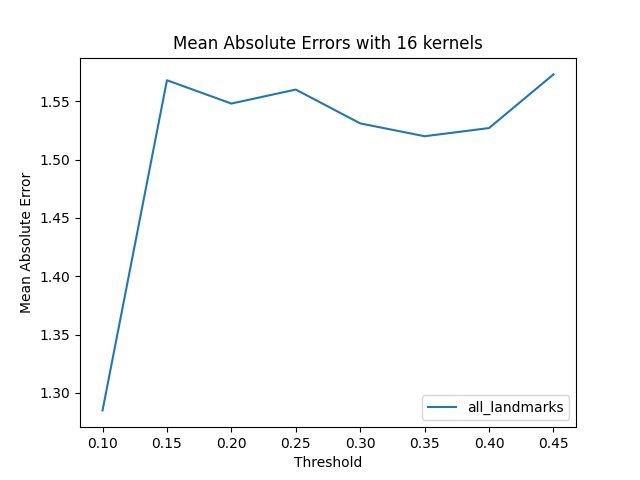 Mean Absolute Errors with 16 kernels
Mean Absolute Error
1.55
1.50
1.45
1.40
1.35
1.30
all_landmarks
0.10 0.15 0.20 0.25 0.30 0.35 0.40 0.45
Threshold